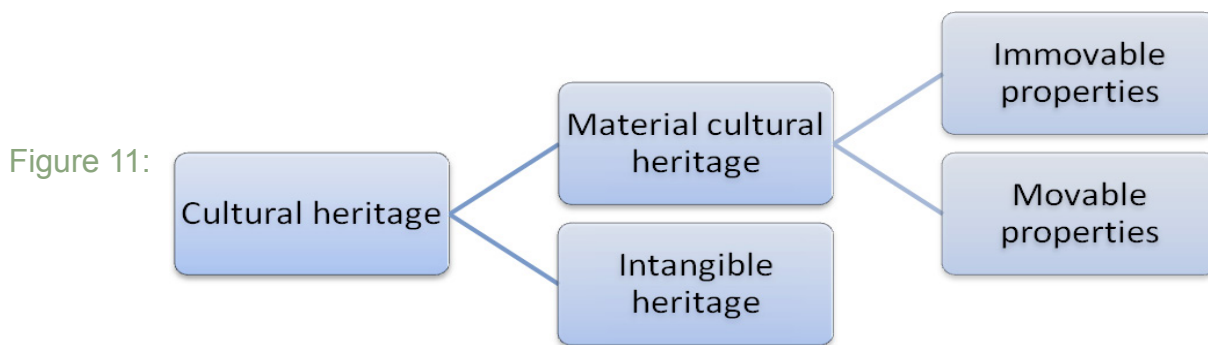 Figure 11:
Cultural heritage
Material cultural
heritage
Intangible
heritage
Immovable
properties
Movable
properties